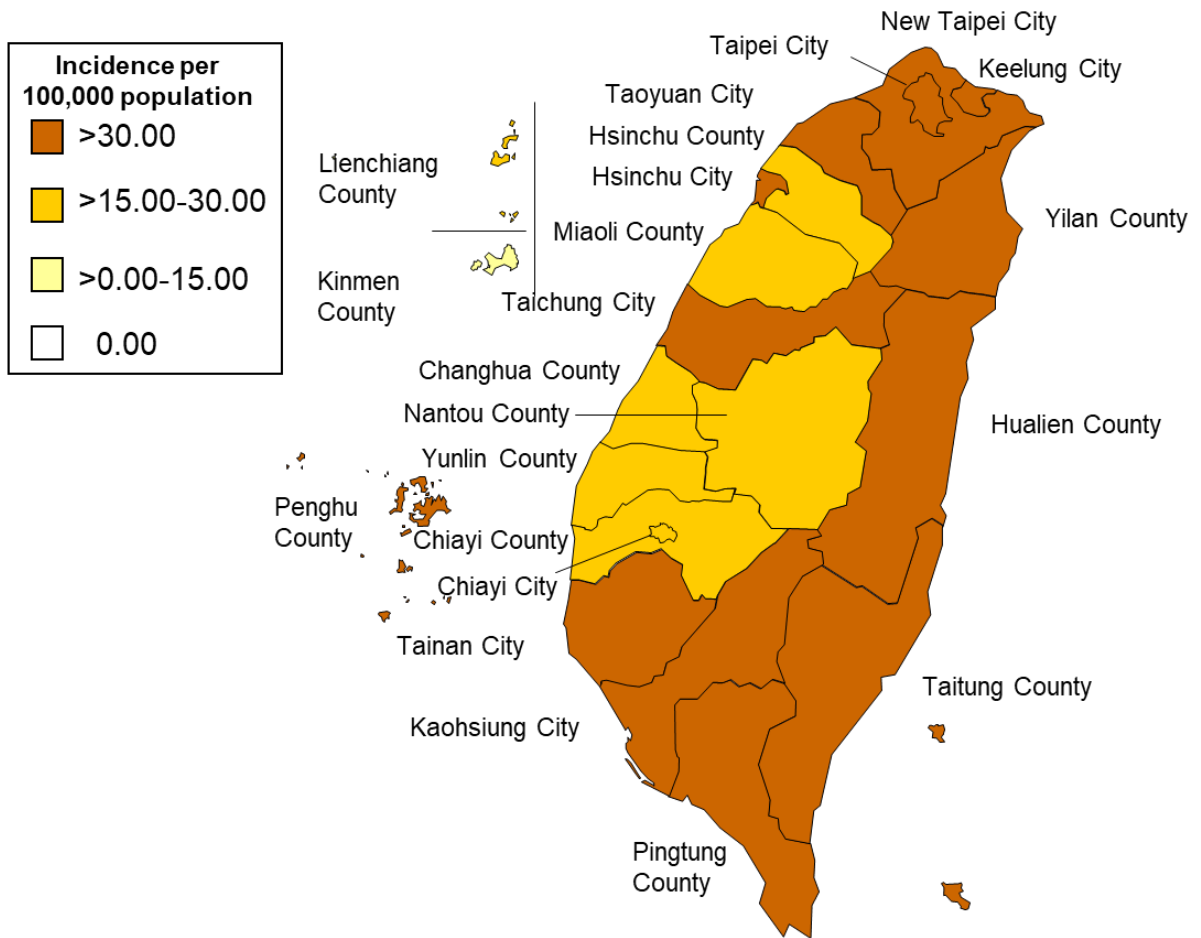 Incidence per
100,000 population
>30.00
>15.00-30.00
>0.00-15.00
0.00
New Taipei City
Taipei City
Keelung City
Taoyuan City
Hsinchu County
Hsinchu City
Lienchiang
County
Miaoli County
Yilan County
Kinmen
County
Taichung City
Changhua County
Nantou County
Hualien County
Yunlin County
Penghu
County
Chiayi County
Chiayi City
Tainan City
Taitung County
Kaohsiung City
Pingtung
County